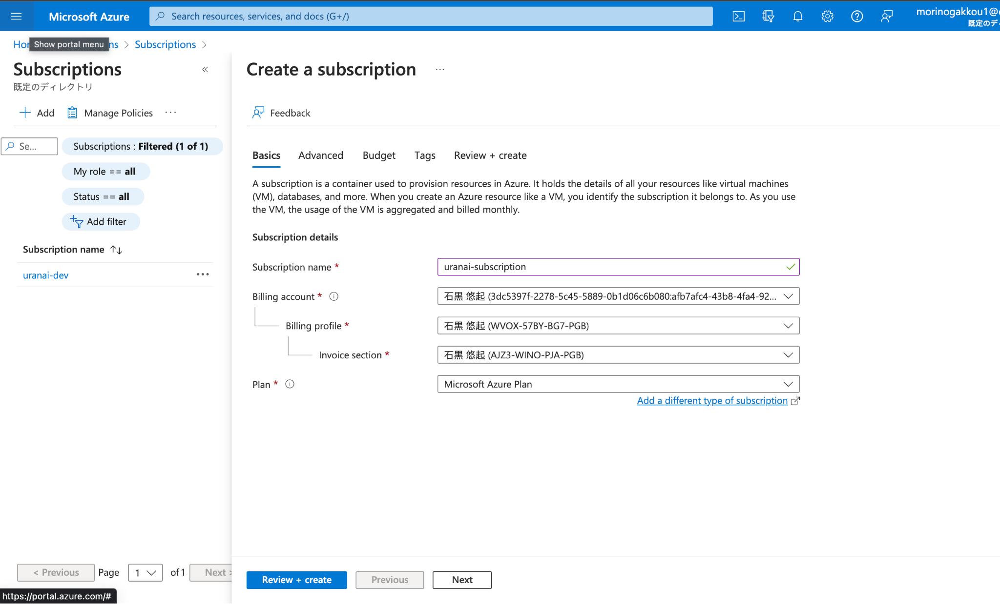 Microsoft Azure
Search resources, services, and docs (G+/)
morinogakkou1@
既定のデ
Hor
Show portal menu
ns > Subscriptions >
Subscriptions
«
既定のディレクトリ
+ Add
Manage Policies
...
Se...
Subscriptions : Filtered (1 of 1)
My role == all
Status == all
Add filter
Subscription name ↑↓
uranai-dev
...
< Previous
Page
1
of 1
Next >
https://portal.azure.com/#
Create a subscription
...
Feedback
Basics
Advanced
Budget
Tags
Review + create
A subscription is a container used to provision resources in Azure. It holds the details of all your resources like virtual machines
(VM), databases, and more. When you create an Azure resource like a VM, you identify the subscription it belongs to. As you use
the VM, the usage of the VM is aggregated and billed monthly.
Subscription details
Subscription name *
uranai-subscription
Billing account *
石黒 悠起 (3dc5397f-2278-5c45-5889-0b1d06c6b080:afb7afc4-43b8-4fa4-92...
Billing profile *
石黒 悠起 (WVOX-57BY-BG7-PGB)
Invoice section *
石黒 悠起 (AJZ3-WINO-PJA-PGB)
Plan *
Microsoft Azure Plan
Add a different type of subscription
Review + create
Previous
Next